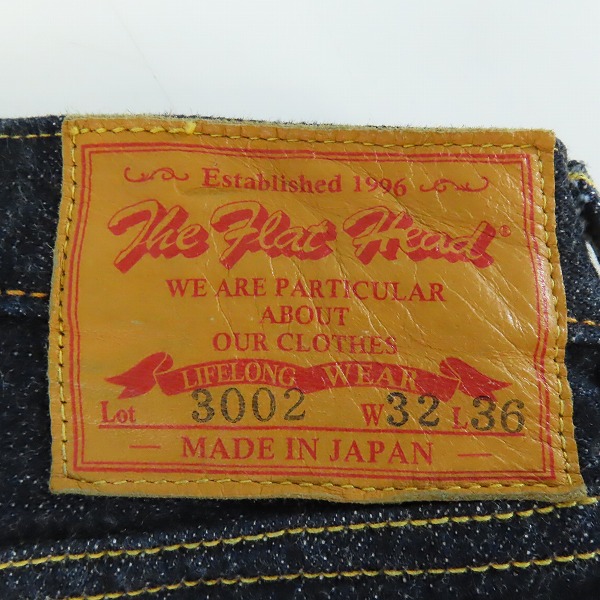 Established 1996
The Flat Head®
WE ARE PARTICULAR
ABOUT
OUR CLOTHES
LIFELONG WEAR
Lot 3002 W32 L36
— MADE IN JAPAN —